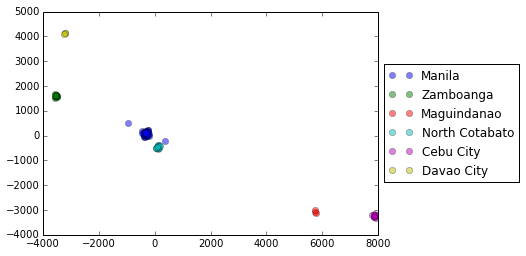 5000
4000
3000
2000
1000
0
−1000
−2000
−3000
−4000
−4000 −2000 0 2000 4000 6000 8000
Manila
Zamboanga
Maguindanao
North Cotabato
Cebu City
Davao City